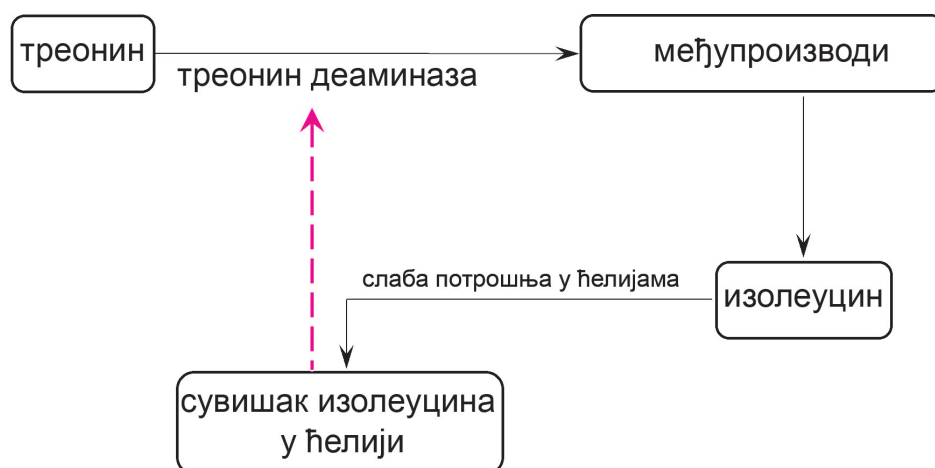 треонин
треонин деаминаза
међупроизводи
слаба потрошња у ћелијама
изолеуцин
сувишак изолеуцина
у ћелији